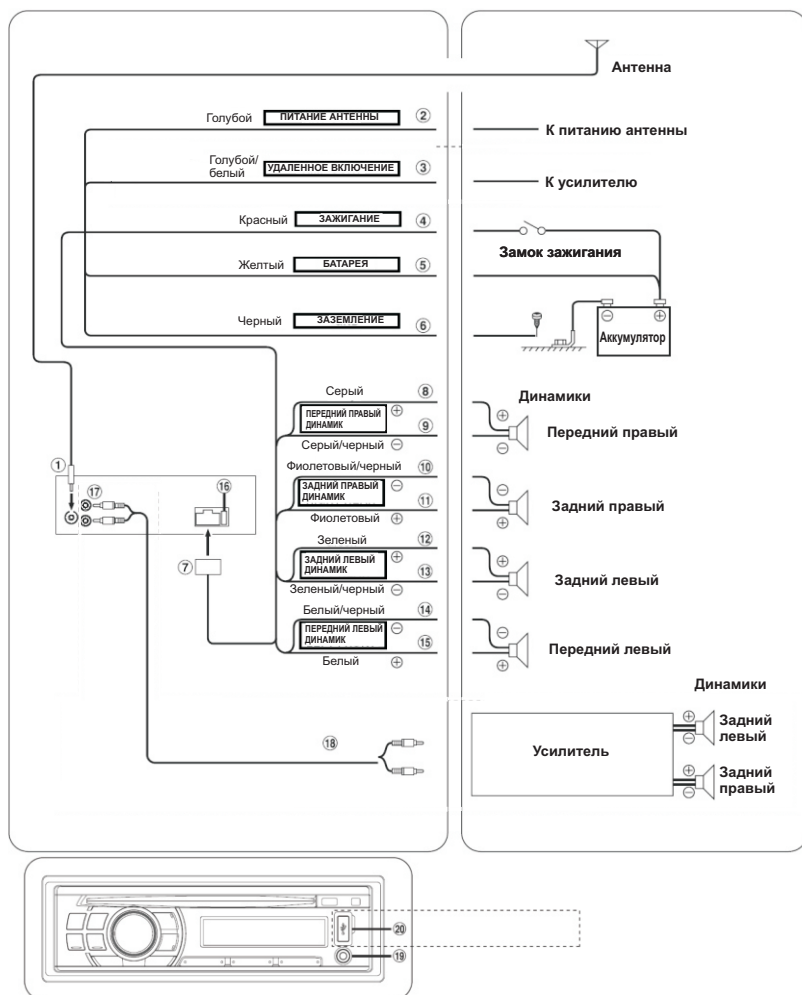 Антенна
Голубой ПИТАНИЕ АНТЕННЫ ②
К питанию антенны
Голубой/
белый УДАЛЕННОЕ ВКЛЮЧЕНИЕ ③
К усилителю
Красный ЗАЖИГАНИЕ ④
Замок зажигания
Желтый БАТАРЕЯ ⑤
Черный ЗАЗЕМЛЕНИЕ ⑥
⊖ ⊕
Аккумулятор
Динамики
Серый ⑧
ПЕРЕДНИЙ ПРАВЫЙ
ДИНАМИК
⊕ ⑨
Серый/черный ⊖
⊕
⊖
Передний правый
Фиолетовый/черный ⑩
ЗАДНИЙ ПРАВЫЙ
ДИНАМИК
⊖ ⑪
Фиолетовый ⊕
⊖
⊕
Задний правый
Зеленый ⑫
ЗАДНИЙ ЛЕВЫЙ
ДИНАМИК
⊕ ⑬
Зеленый/черный ⊖
⊕
⊖
Задний левый
Белый/черный ⑭
ПЕРЕДНИЙ ЛЕВЫЙ
ДИНАМИК
⊖ ⑮
Белый ⊕
⊖
⊕
Передний левый
①
⑰
⑯
⑦
⑱
Динамики
Усилитель
⊕
⊖
Задний
левый
⊕
⊖
Задний
правый
⑳
⑲